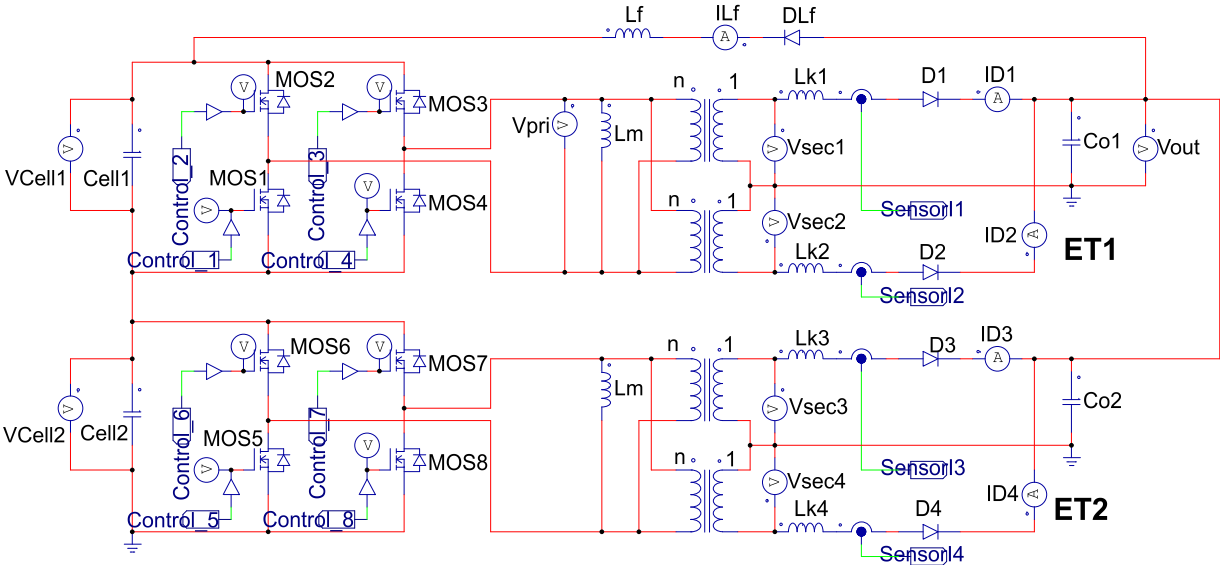 Lf ILf DLf
A
MOS2 n 1 Lk1 D1 ID1
V V MOS3 A
Vpri V Lm Co1
V Control_2 Control_3 V Vsec1 V Vout
VCell1 Cell1 MOS1 V
V MOS4 n 1 SensorI1
V Vsec2 ID2 A
Control_1 Control_4 Lk2 D2 ET1
SensorI2
MOS6 n 1 Lk3 D3 ID3
V V MOS7 A
Lm
V Control_6 Control_7 V Vsec3 Co2
VCell2 Cell2 MOS5 V
V MOS8 n 1 SensorI3
V Vsec4 ID4 A
Control_5 Control_8 Lk4 D4 ET2
SensorI4